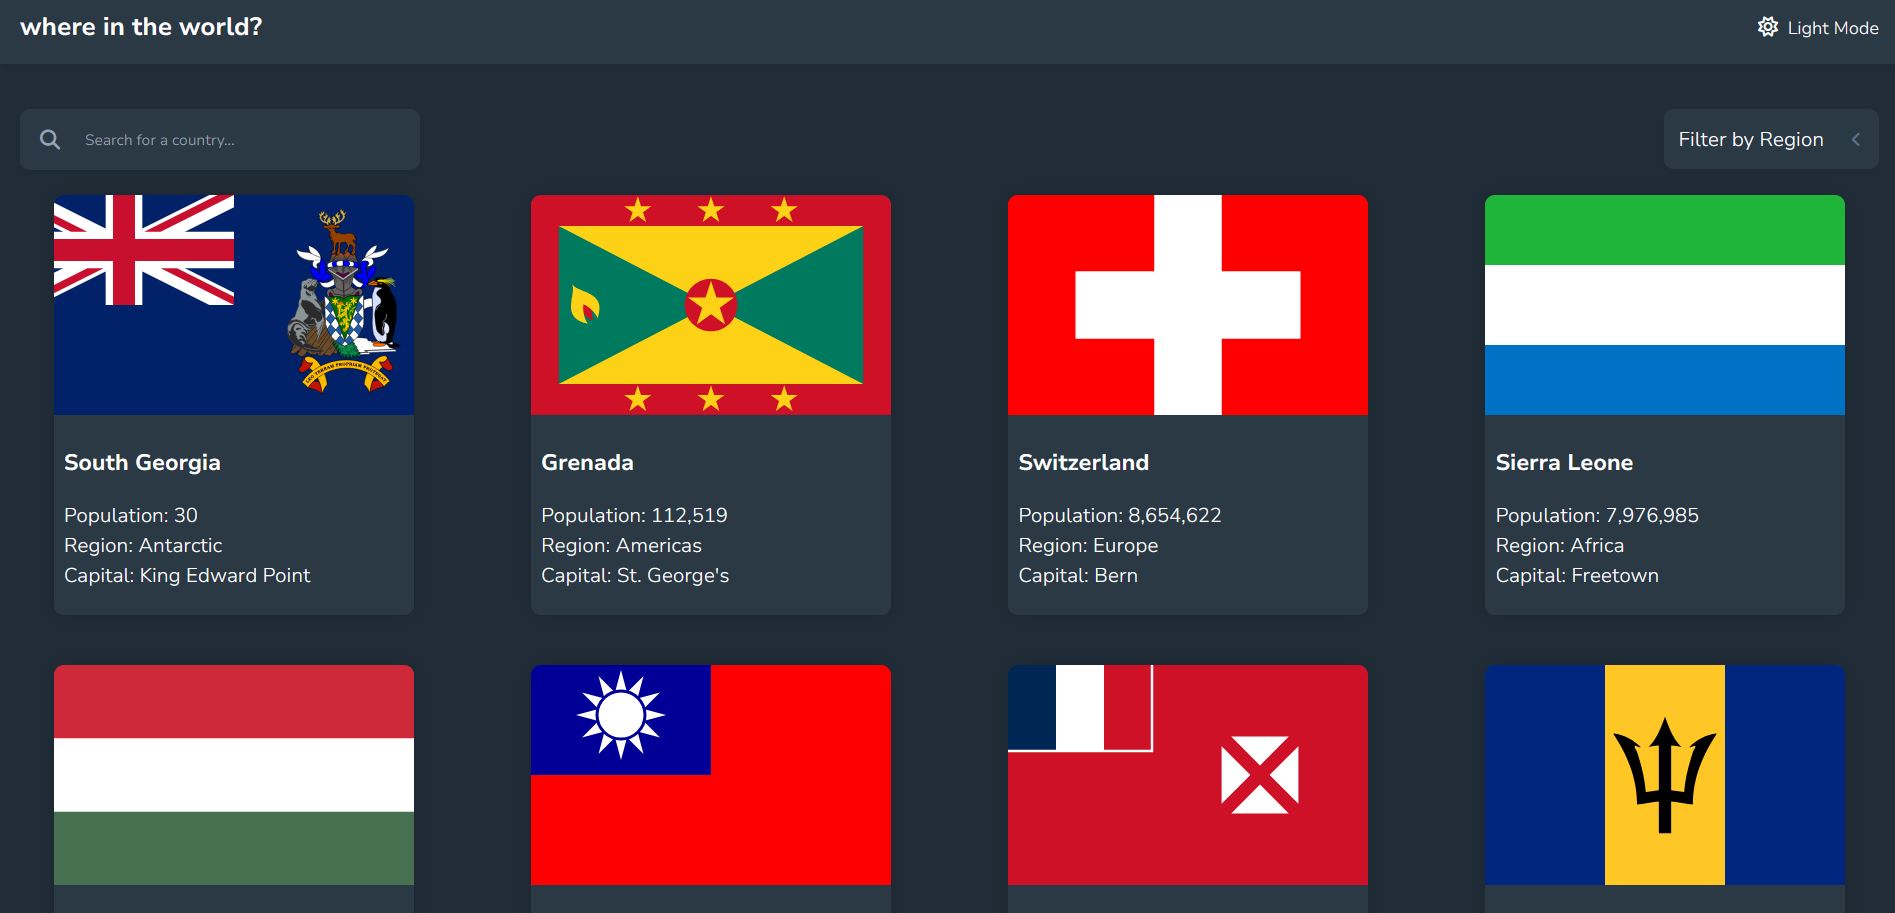 where in the world?
Light Mode
Search for a country...
Filter by Region
South Georgia
Population: 30
Region: Antarctic
Capital: King Edward Point
Grenada
Population: 112,519
Region: Americas
Capital: St. George's
Switzerland
Population: 8,654,622
Region: Europe
Capital: Bern
Sierra Leone
Population: 7,976,985
Region: Africa
Capital: Freetown